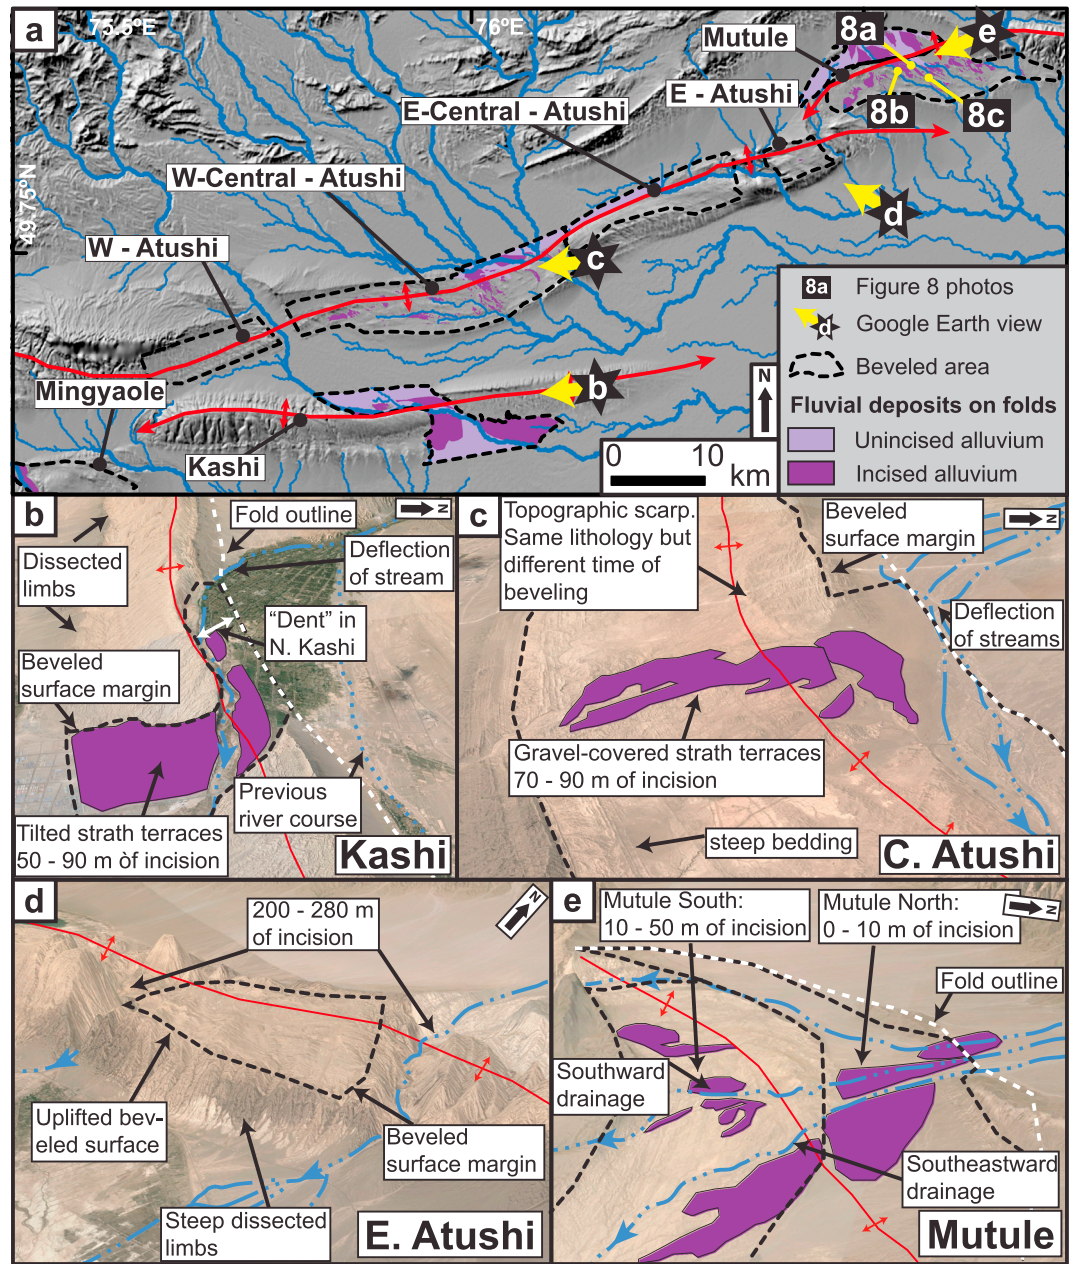 a
75.5°E
76°E
8a
e
Mutule
E - Atushi
E-Central - Atushi
8b
8c
W-Central - Atushi
d
W - Atushi
c
Mingyaole
b
Kashi
N
0 10
km
8a Figure 8 photos
d Google Earth view
Beveled area
Fluvial deposits on folds
Unincised alluvium
Incised alluvium
b
Fold outline
N
Dissected
limbs
Deflection
of stream
“Dent” in
N. Kashi
Beveled
surface margin
Previous
river course
Tilted strath terraces
50 - 90 m òf incision
Kashi
c
Topographic scarp.
Same lithology but
different time of
beveling
Beveled
surface margin
N
Deflection
of streams
Gravel-covered strath terraces
70 - 90 m of incision
steep bedding
C. Atushi
d
200 - 280 m
of incision
N
Uplifted bev-
eled surface
Beveled
surface margin
Steep dissected
limbs
E. Atushi
e
Mutule South:
10 - 50 m of incision
Mutule North:
0 - 10 m of incision
N
Fold outline
Southward
drainage
Southeastward
drainage
Mutule